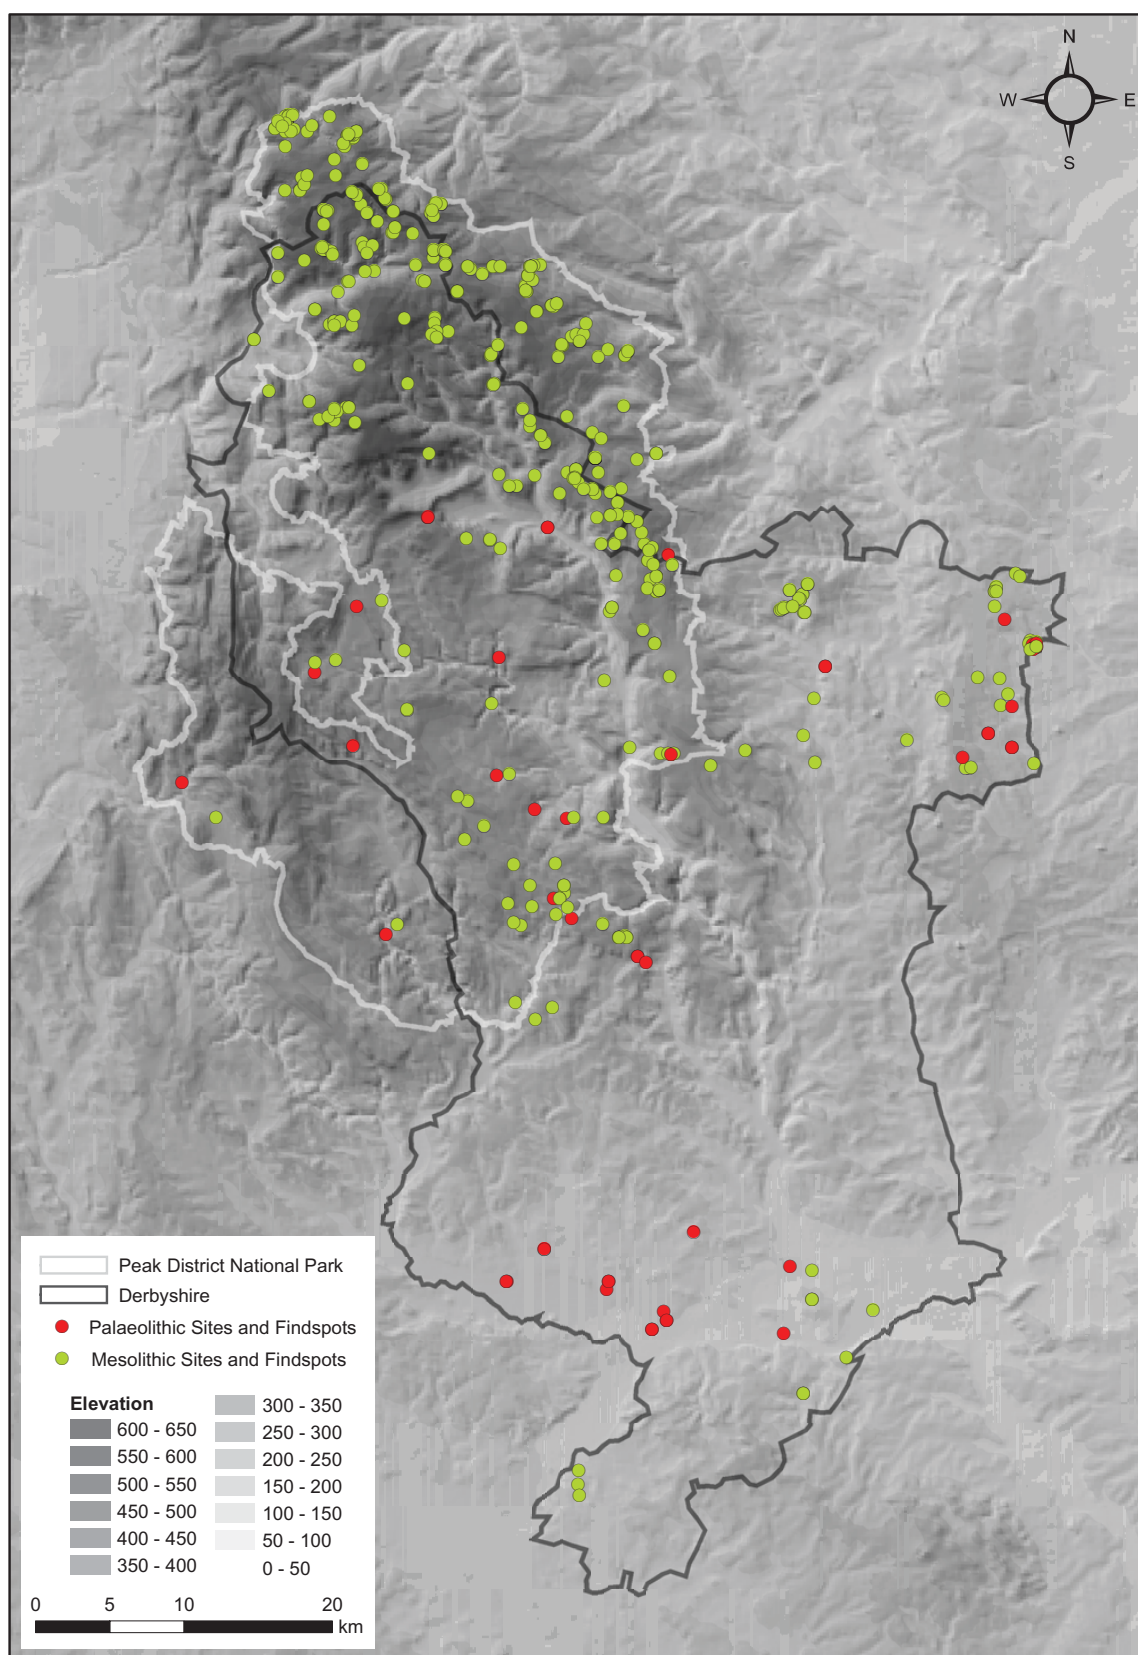 N
W E
S
Peak District National Park
Derbyshire
Palaeolithic Sites and Findspots
Mesolithic Sites and Findspots
Elevation
600 - 650
550 - 600
500 - 550
450 - 500
400 - 450
350 - 400
300 - 350
250 - 300
200 - 250
150 - 200
100 - 150
50 - 100
0 - 50
0 5 10 20
km